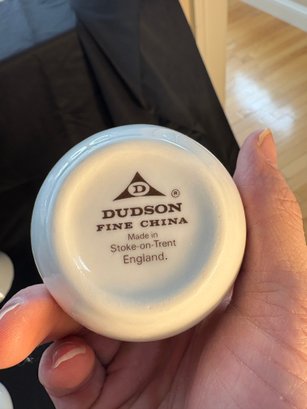 D ®
DUDSON
FINE CHINA
Made in
Stoke-on-Trent
England.